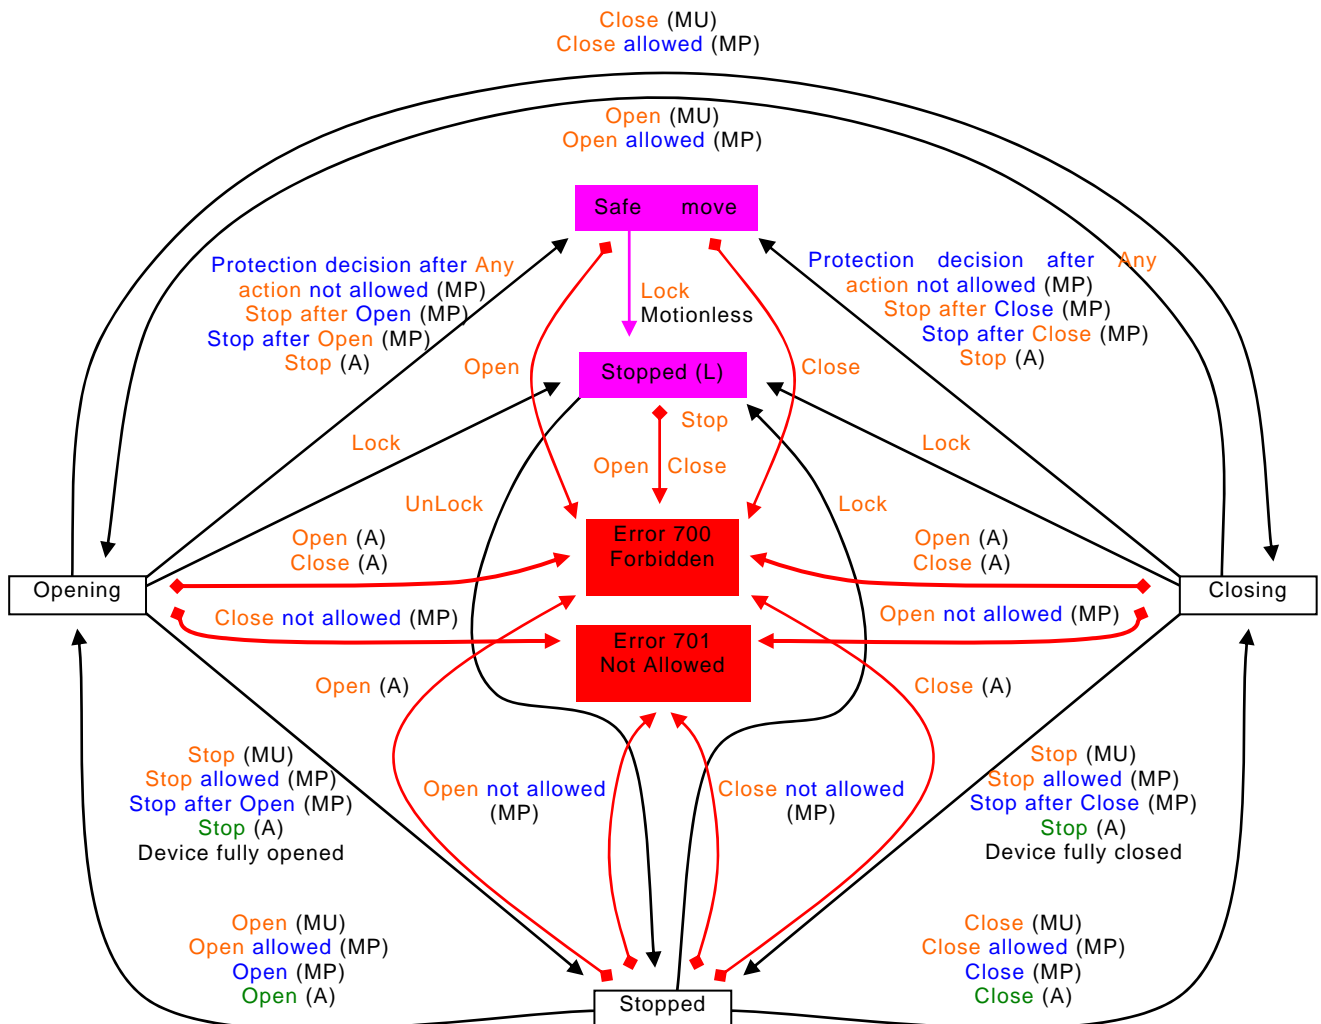 Close (MU)
Close allowed (MP)
Open (MU)
Open allowed (MP)
Safe move
Protection decision after Any
action not allowed (MP)
Stop after Open (MP)
Stop after Open (MP)
Stop (A)
Protection decision after Any
action not allowed (MP)
Stop after Close (MP)
Stop after Close (MP)
Stop (A)
Lock
Motionless
Open
Stopped (L)
Close
Stop
Lock
Lock
Open Close
UnLock
Lock
Error 700
Forbidden
Open (A)
Close (A)
Open (A)
Close (A)
Opening
Closing
Close not allowed (MP)
Open not allowed (MP)
Error 701
Not Allowed
Open (A)
Close (A)
Stop (MU)
Stop allowed (MP)
Stop after Open (MP)
Stop (A)
Device fully opened
Open not allowed
(MP)
Close not allowed
(MP)
Stop (MU)
Stop allowed (MP)
Stop after Close (MP)
Stop (A)
Device fully closed
Open (MU)
Open allowed (MP)
Open (MP)
Open (A)
Close (MU)
Close allowed (MP)
Close (MP)
Close (A)
Stopped